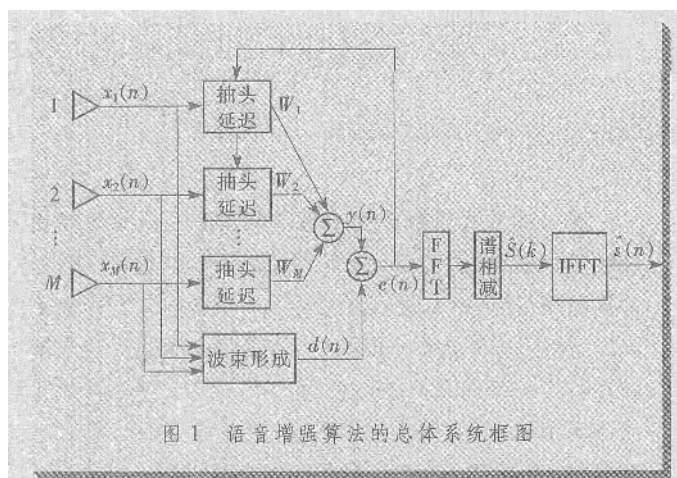 1 x₁(n) 抽头延迟 W₁
2 x₂(n) 抽头延迟 W₂
⋮ ⋮
M x_M(n) 抽头延迟 W_M
Σ y(n)
Σ e(n)
FFT 谱相减 Ŝ(k) IFFT ŝ(n)
波束形成 d(n)
图 1 语音增强算法的总体系统框图